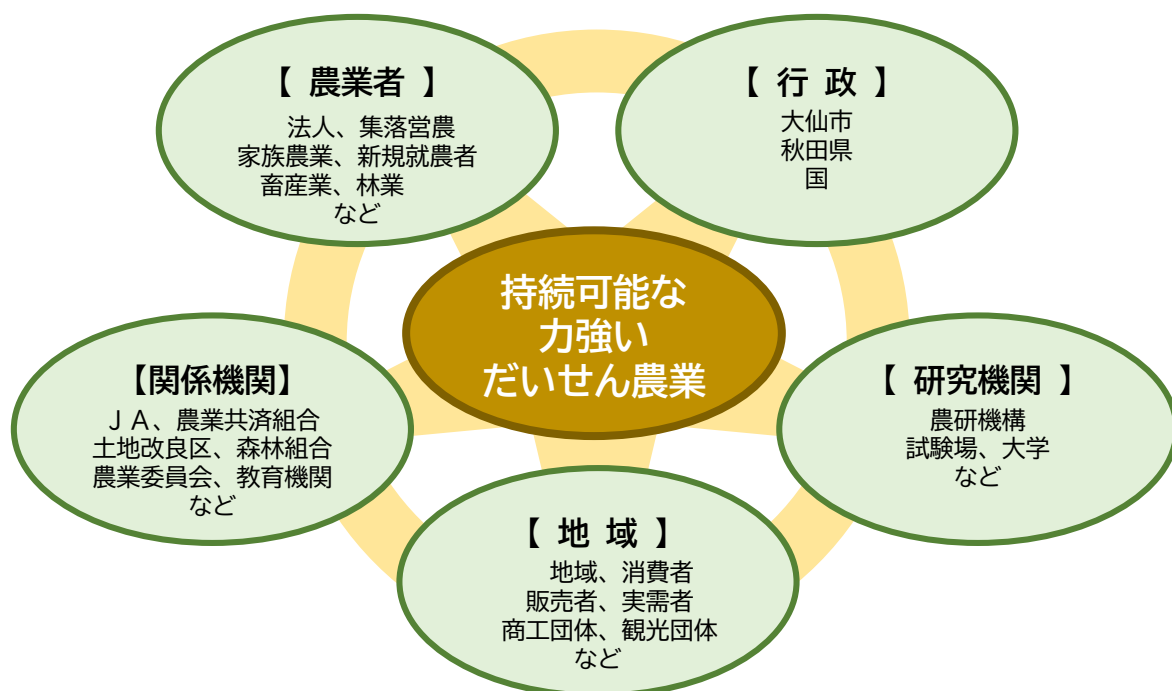 【 農業者 】
法人、集落営農
家族農業、新規就農者
畜産業、林業
など
【 行 政 】
大仙市
秋田県
国
持続可能な
力強い
だいせん農業
【関係機関】
ＪＡ、農業共済組合
土地改良区、森林組合
農業委員会、教育機関
など
【 研究機関 】
農研機構
試験場、大学
など
【 地 域 】
地域、消費者
販売者、実需者
商工団体、観光団体
など